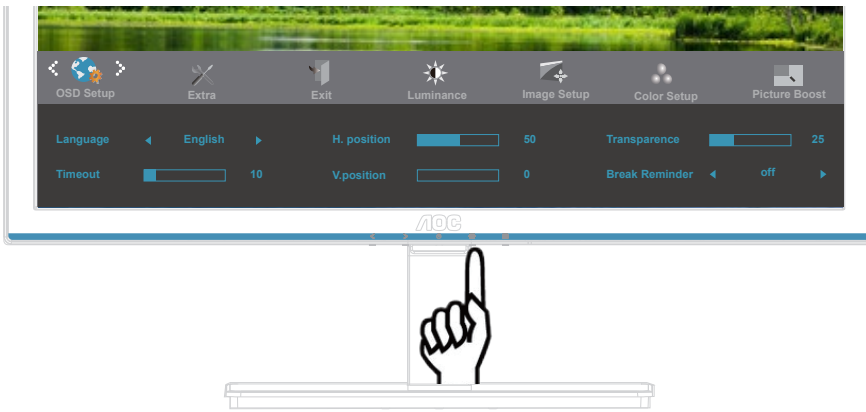 OSD Setup Extra Exit Luminance Image Setup Color Setup Picture Boost
Language English H. position 50 Transparence 25
Timeout 10 V.position 0 Break Reminder off
AOC